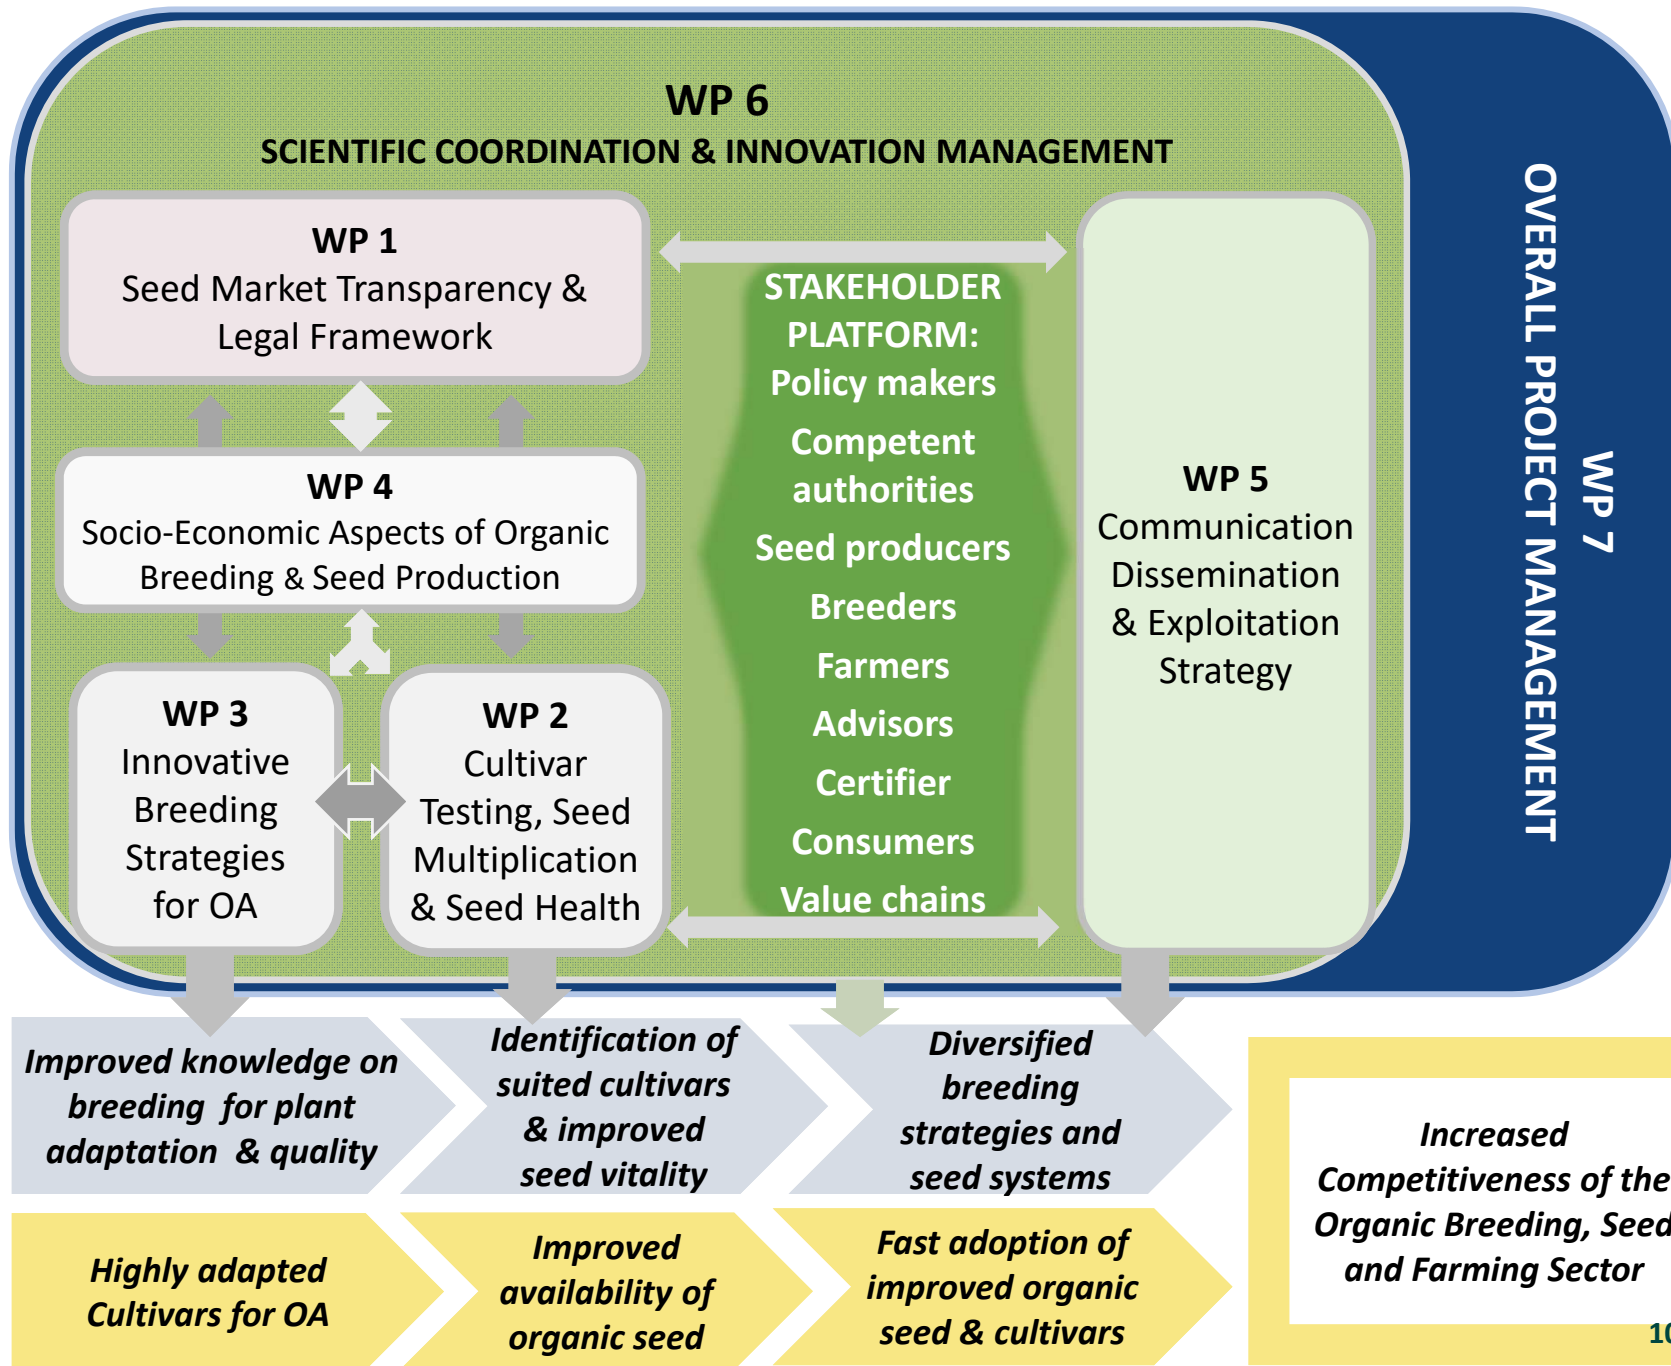 WP 6
SCIENTIFIC COORDINATION & INNOVATION MANAGEMENT
WP 1
Seed Market Transparency &
Legal Framework
WP 4
Socio-Economic Aspects of Organic
Breeding & Seed Production
WP 3
Innovative
Breeding
Strategies
for OA
WP 2
Cultivar
Testing, Seed
Multiplication
& Seed Health
STAKEHOLDER
PLATFORM:
Policy makers
Competent
authorities
Seed producers
Breeders
Farmers
Advisors
Certifier
Consumers
Value chains
WP 5
Communication
Dissemination
& Exploitation
Strategy
WP 7
OVERALL PROJECT MANAGEMENT
Improved knowledge on
breeding for plant
adaptation & quality
Identification of
suited cultivars
& improved
seed vitality
Diversified
breeding
strategies and
seed systems
Highly adapted
Cultivars for OA
Improved
availability of
organic seed
Fast adoption of
improved organic
seed & cultivars
Increased
Competitiveness of the
Organic Breeding, Seed
and Farming Sector
10